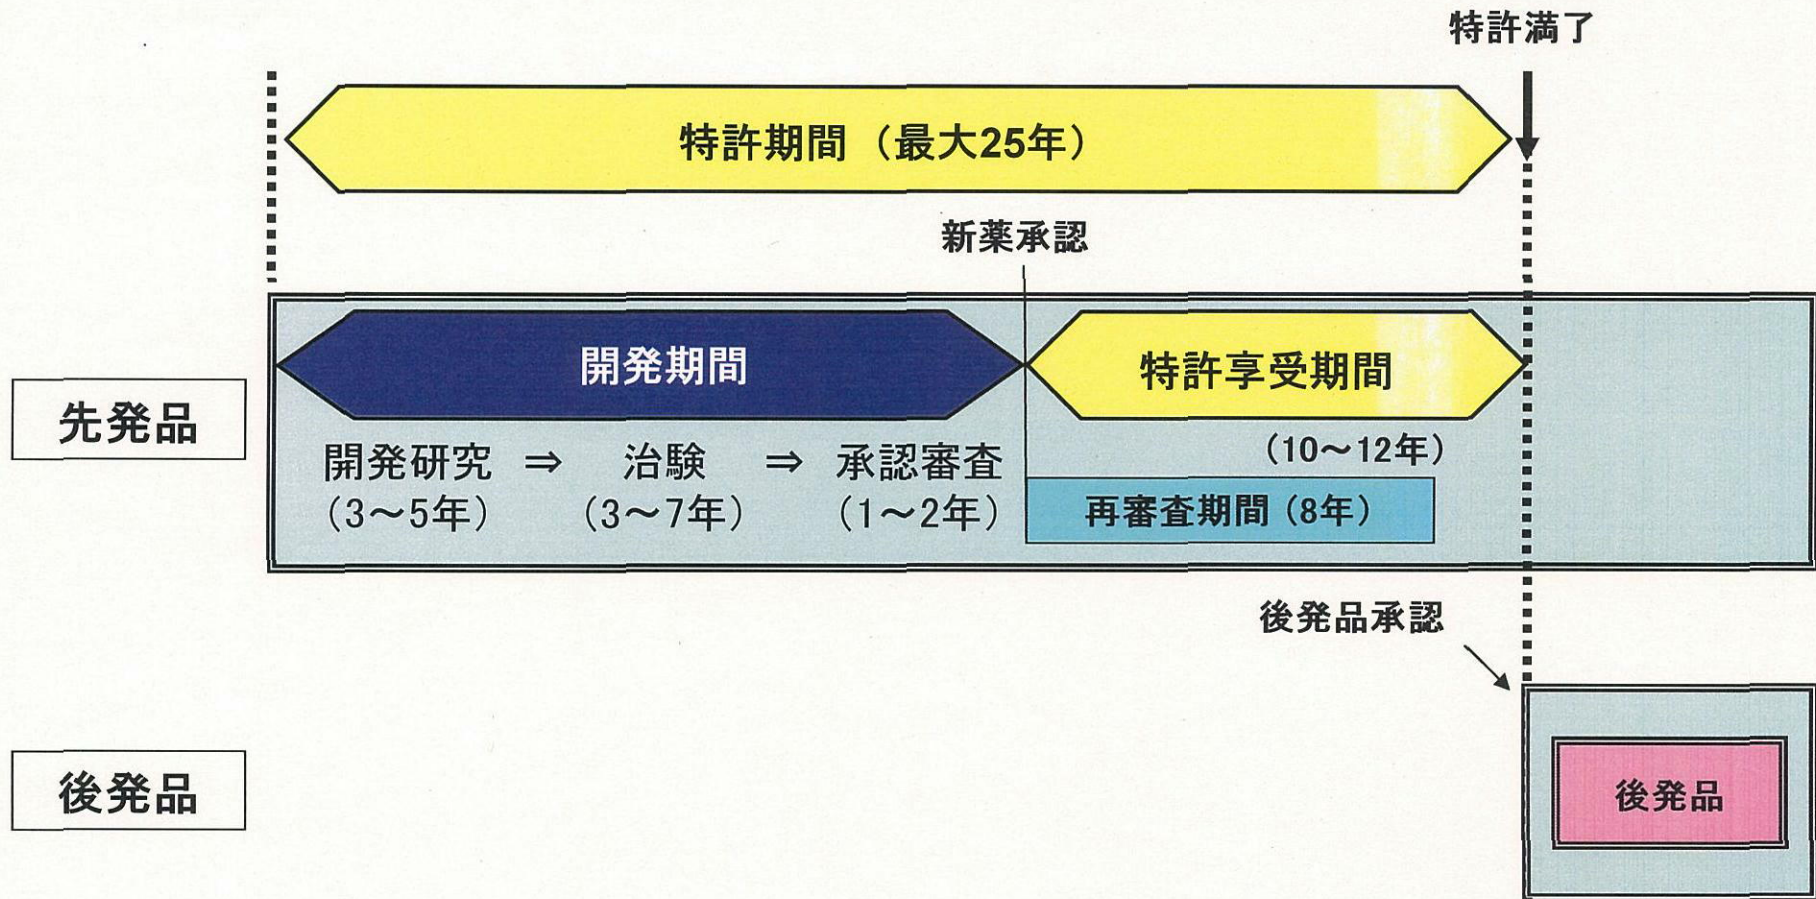 特許満了
特許期間（最大25年）
新薬承認
先発品
開発期間
特許享受期間
（10～12年）
開発研究 ⇒ 治験 ⇒ 承認審査
（3～5年） （3～7年） （1～2年）
再審査期間（8年）
後発品承認
後発品
後発品